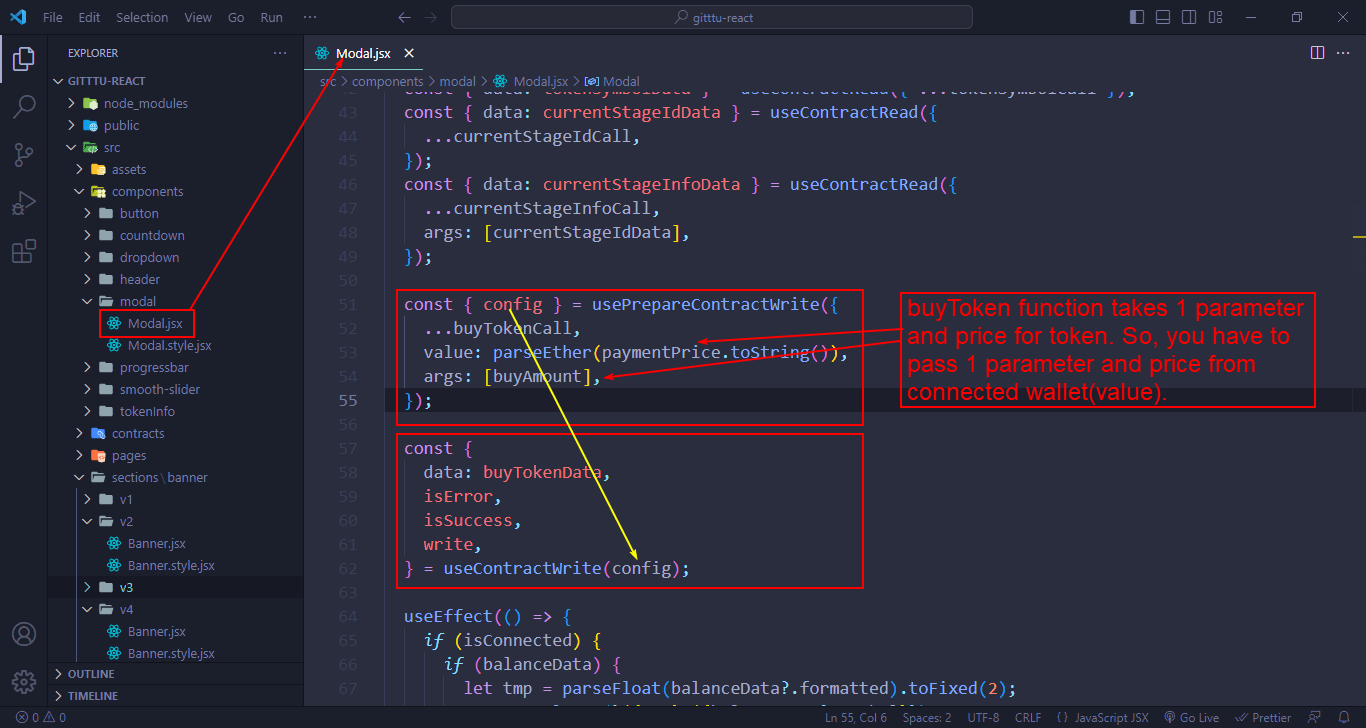 File Edit Selection View Go Run ··· gitttu-react
EXPLORER ···
GITTTU-REACT
node_modules
public
src
assets
components
button
countdown
dropdown
header
modal
Modal.jsx
Modal.style.jsx
progressbar
smooth-slider
tokenInfo
contracts
pages
sections\banner
v1
v2
Banner.jsx
Banner.style.jsx
v3
v4
Banner.jsx
Banner.style.jsx
OUTLINE
TIMELINE
Modal.jsx
src > components > modal > Modal.jsx > Modal
const { data: tokenSymbolData } = useContractRead({ ...tokenSymbolCall });
43 const { data: currentStageIdData } = useContractRead({
44 ...currentStageIdCall,
45 });
46 const { data: currentStageInfoData } = useContractRead({
47 ...currentStageInfoCall,
48 args: [currentStageIdData],
49 });
50
51 const { config } = usePrepareContractWrite({
52 ...buyTokenCall,
53 value: parseEther(paymentPrice.toString()),
54 args: [buyAmount],
55 });
56
57 const {
58 data: buyTokenData,
59 isError,
60 isSuccess,
61 write,
62 } = useContractWrite(config);
63
64 useEffect(() => {
65 if (isConnected) {
66 if (balanceData) {
67 let tmp = parseFloat(balanceData?.formatted).toFixed(2);
buyToken function takes 1 parameter
and price for token. So, you have to
pass 1 parameter and price from
connected wallet(value).
0 0 Ln 55, Col 6 Spaces: 2 UTF-8 CRLF {} JavaScript JSX Go Live Prettier